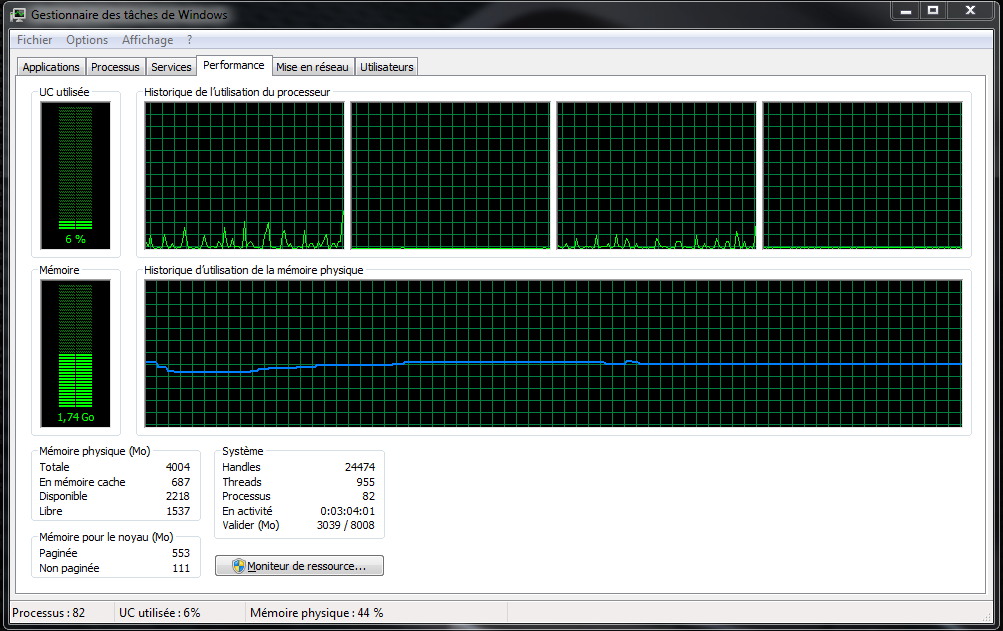 Gestionnaire des tâches de Windows
Fichier Options Affichage ?
Applications Processus Services Performance Mise en réseau Utilisateurs
UC utilisée
6 %
Historique de l'utilisation du processeur
Mémoire
1,74 Go
Historique d'utilisation de la mémoire physique
Mémoire physique (Mo)
Totale 4004
En mémoire cache 687
Disponible 2218
Libre 1537
Mémoire pour le noyau (Mo)
Paginée 553
Non paginée 111
Système
Handles 24474
Threads 955
Processus 82
En activité 0:03:04:01
Valider (Mo) 3039 / 8008
Moniteur de ressource...
Processus : 82 UC utilisée : 6% Mémoire physique : 44 %